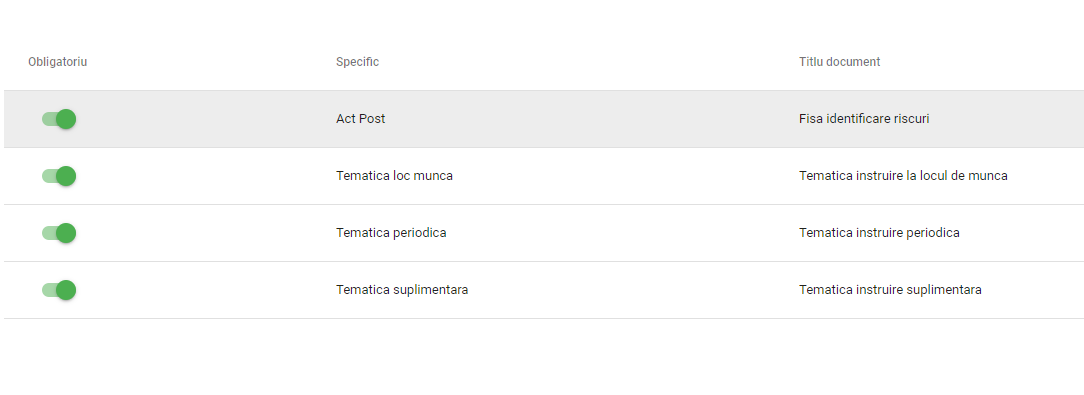 Obligatoriu Specific Titlu document
Act Post Fisa identificare riscuri
Tematica loc munca Tematica instruire la locul de munca
Tematica periodica Tematica instruire periodica
Tematica suplimentara Tematica instruire suplimentara